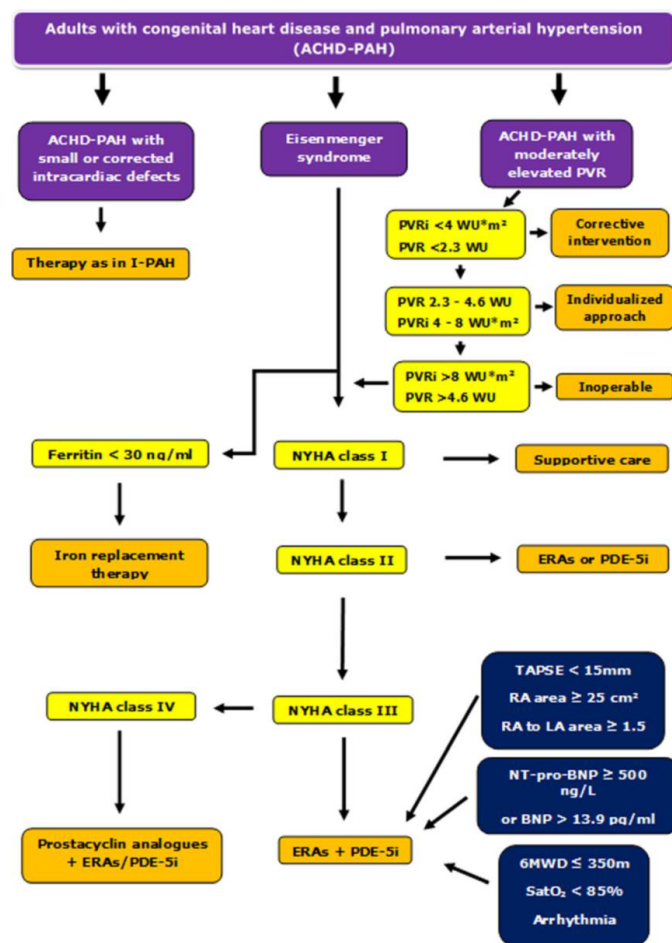 Adults with congenital heart disease and pulmonary arterial hypertension
(ACHD-PAH)
ACHD-PAH with
small or corrected
intracardiac defects
Eisenmenger
syndrome
ACHD-PAH with
moderately
elevated PVR
Therapy as in I-PAH
PVRi <4 WU*m²
PVR <2.3 WU
Corrective
intervention
PVR 2.3 - 4.6 WU
PVRi 4 - 8 WU*m²
Individualized
approach
PVRi >8 WU*m²
PVR >4.6 WU
Inoperable
Ferritin < 30 ng/ml
NYHA class I
Supportive care
Iron replacement
therapy
NYHA class II
ERAs or PDE-5i
TAPSE < 15mm
RA area ≥ 25 cm²
RA to LA area ≥ 1.5
NYHA class IV
NYHA class III
NT-pro-BNP ≥ 500
ng/L
or BNP > 13.9 pg/ml
Prostacyclin analogues
+ ERAs/PDE-5i
ERAs + PDE-5i
6MWD ≤ 350m
SatO₂ < 85%
Arrhythmia